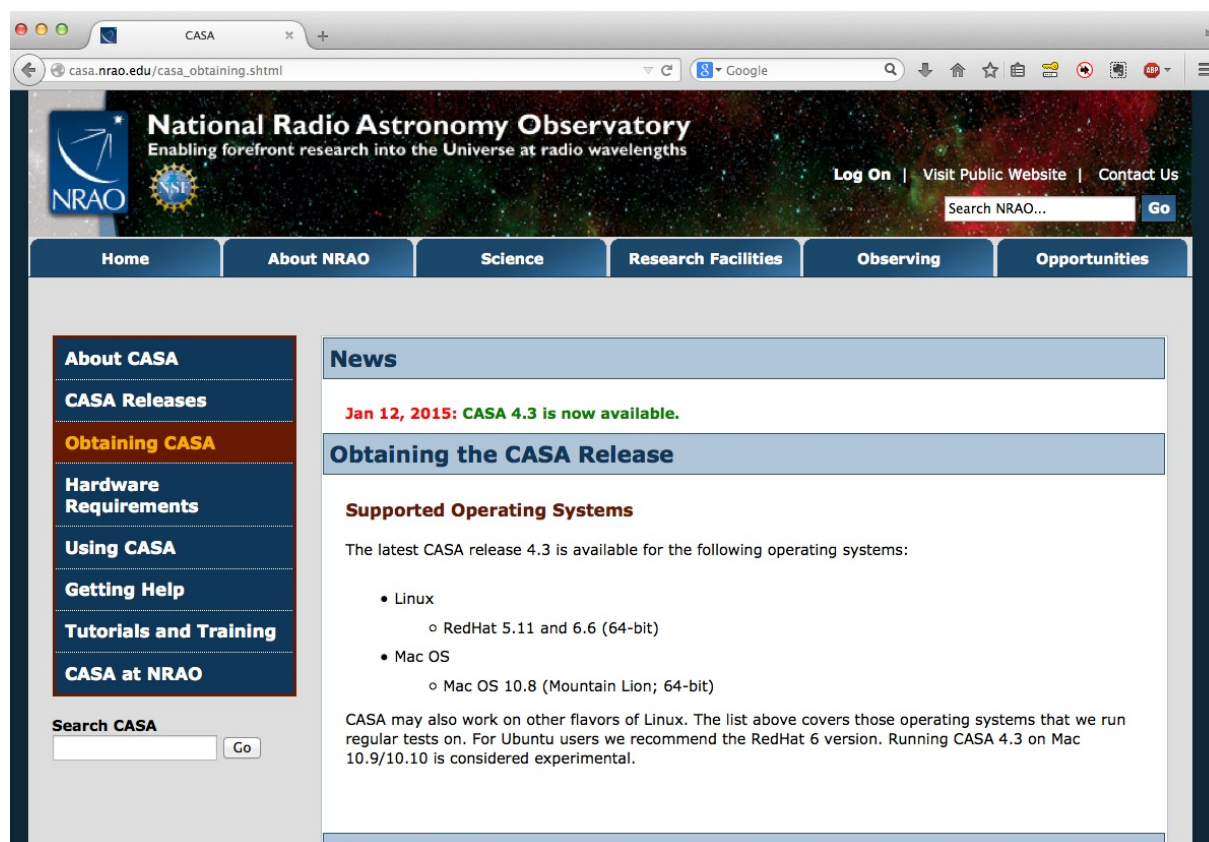 CASA
casa.nrao.edu/casa_obtaining.shtml
Google
ABP
National Radio Astronomy Observatory
Enabling forefront research into the Universe at radio wavelengths
NRAO
NSF
Log On | Visit Public Website | Contact Us
Search NRAO... Go
Home About NRAO Science Research Facilities Observing Opportunities
About CASA
CASA Releases
Obtaining CASA
Hardware
Requirements
Using CASA
Getting Help
Tutorials and Training
CASA at NRAO
Search CASA
Go
News
Jan 12, 2015: CASA 4.3 is now available.
Obtaining the CASA Release
Supported Operating Systems
The latest CASA release 4.3 is available for the following operating systems:
• Linux
o RedHat 5.11 and 6.6 (64-bit)
• Mac OS
o Mac OS 10.8 (Mountain Lion; 64-bit)
CASA may also work on other flavors of Linux. The list above covers those operating systems that we run
regular tests on. For Ubuntu users we recommend the RedHat 6 version. Running CASA 4.3 on Mac
10.9/10.10 is considered experimental.